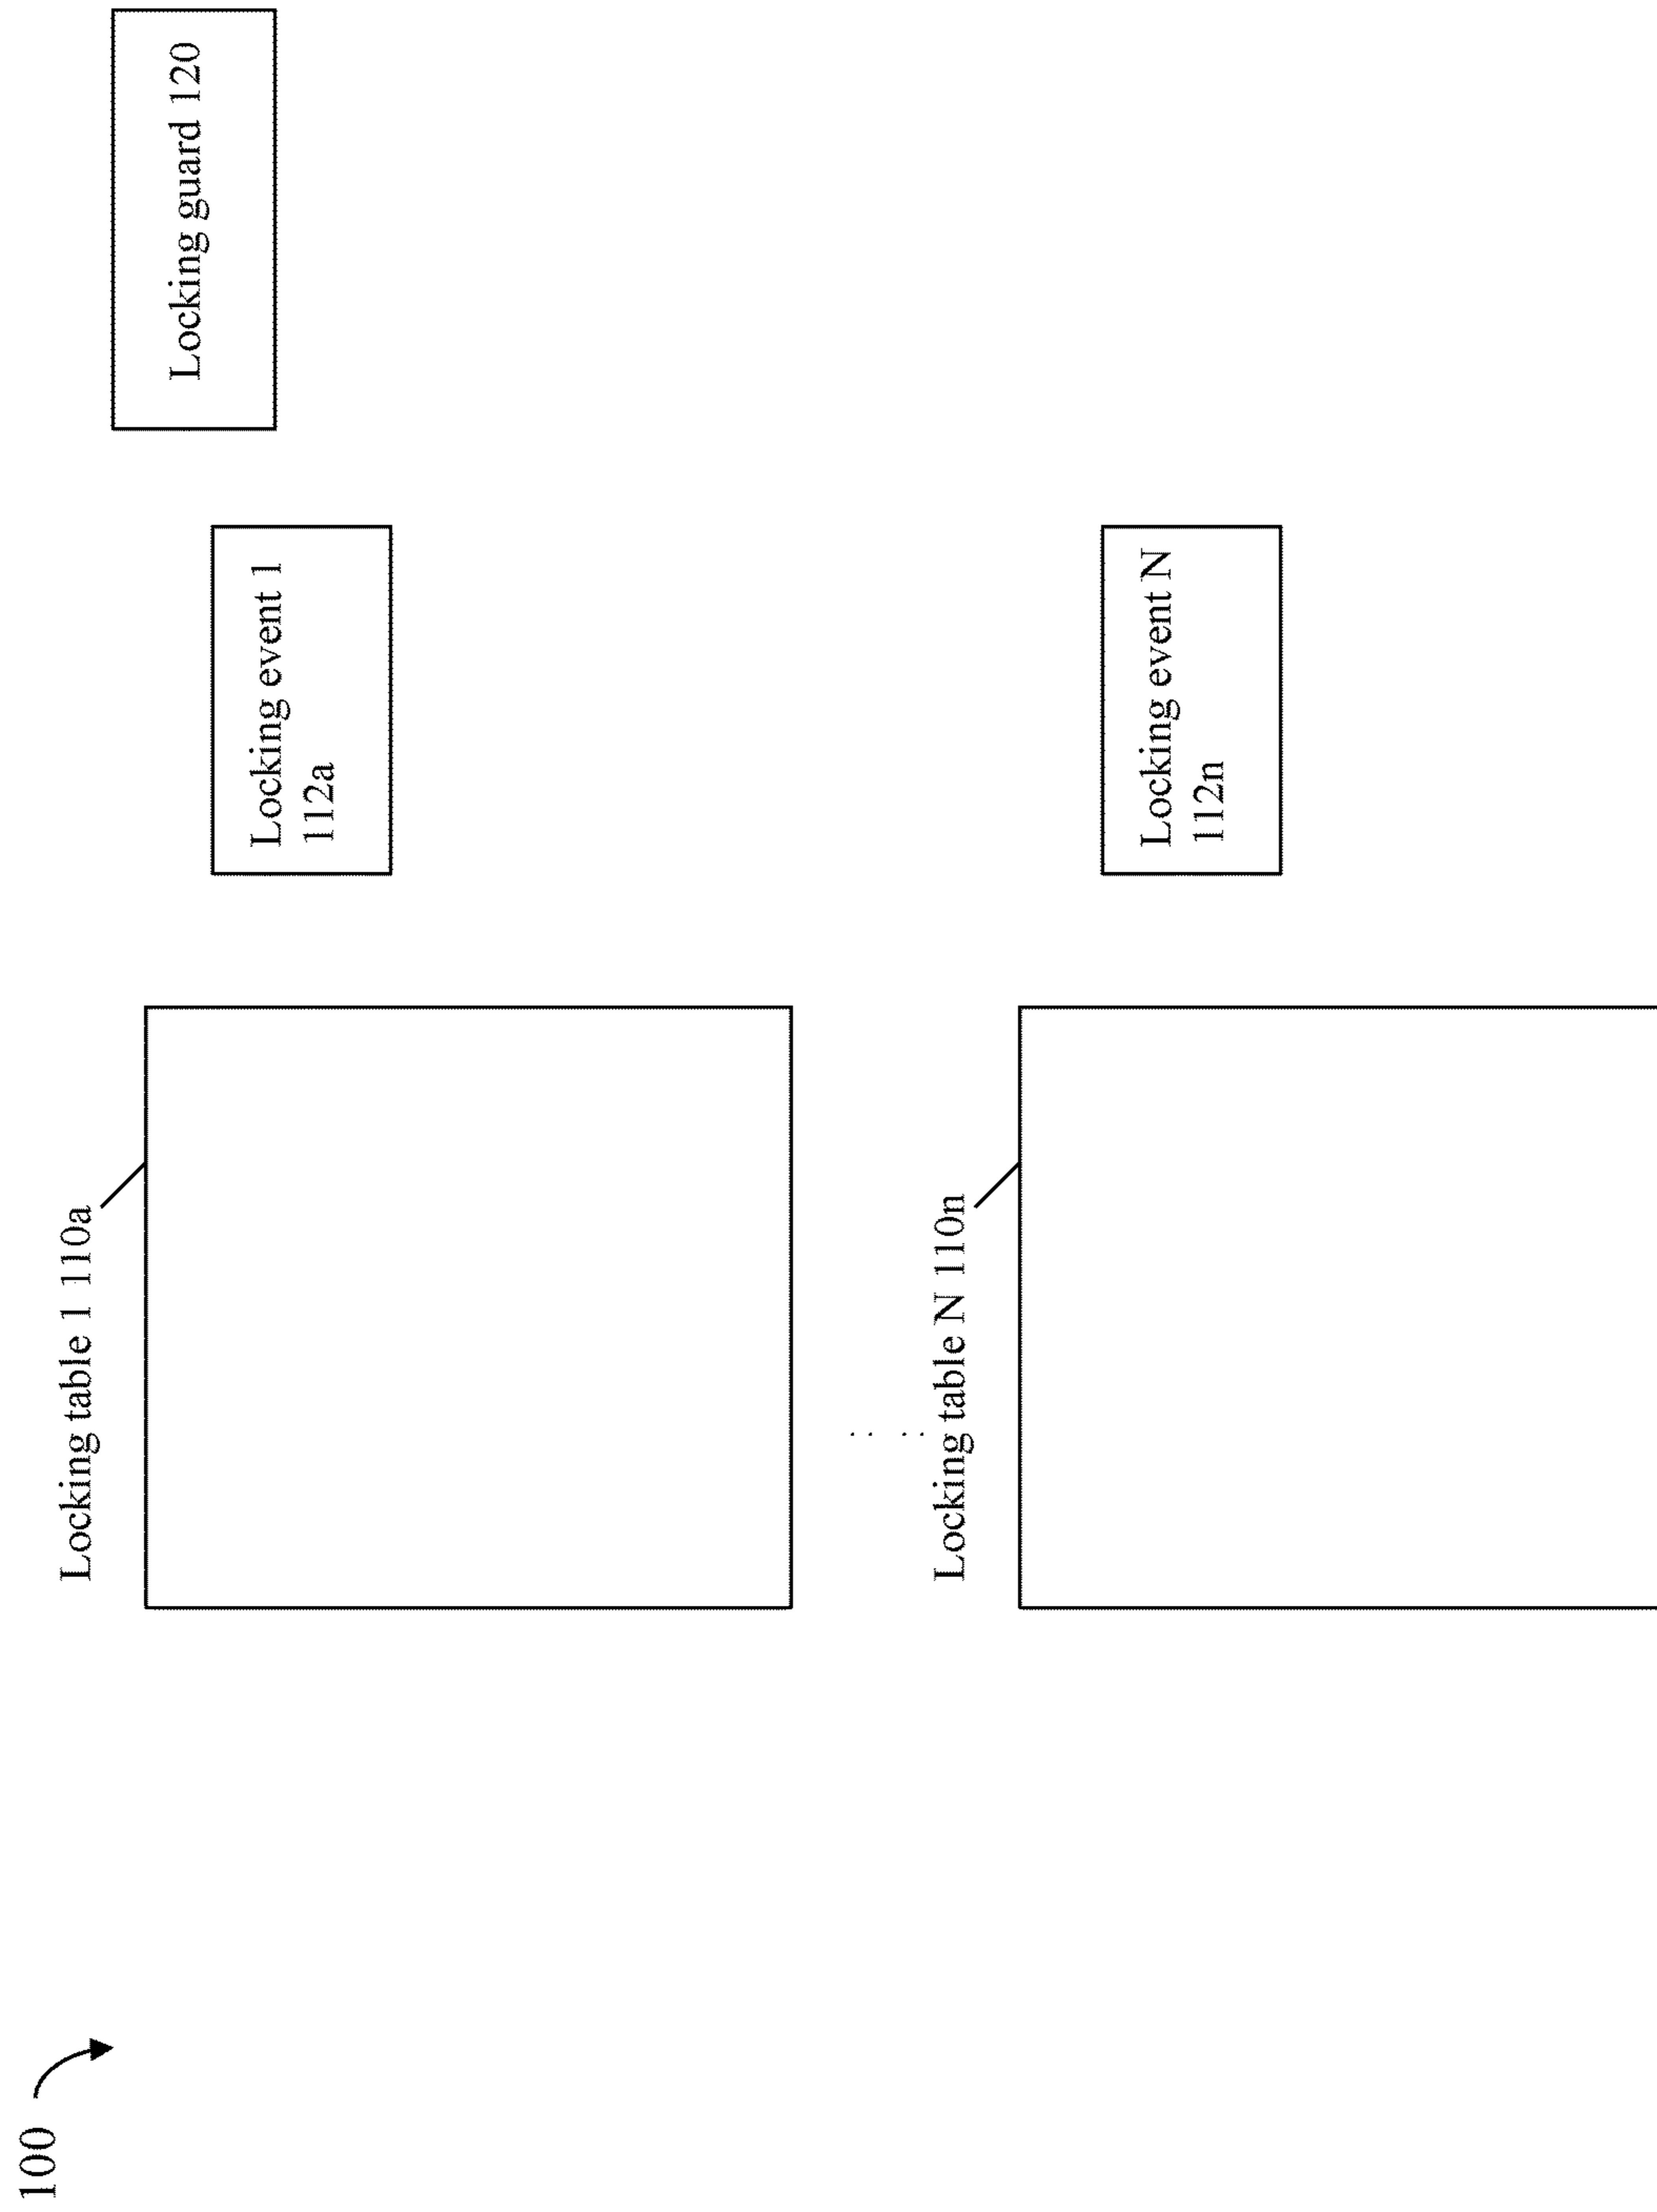 100
Locking table 1 110a
Locking event 1
112a
Locking guard 120
Locking table N 110n
Locking event N
112n